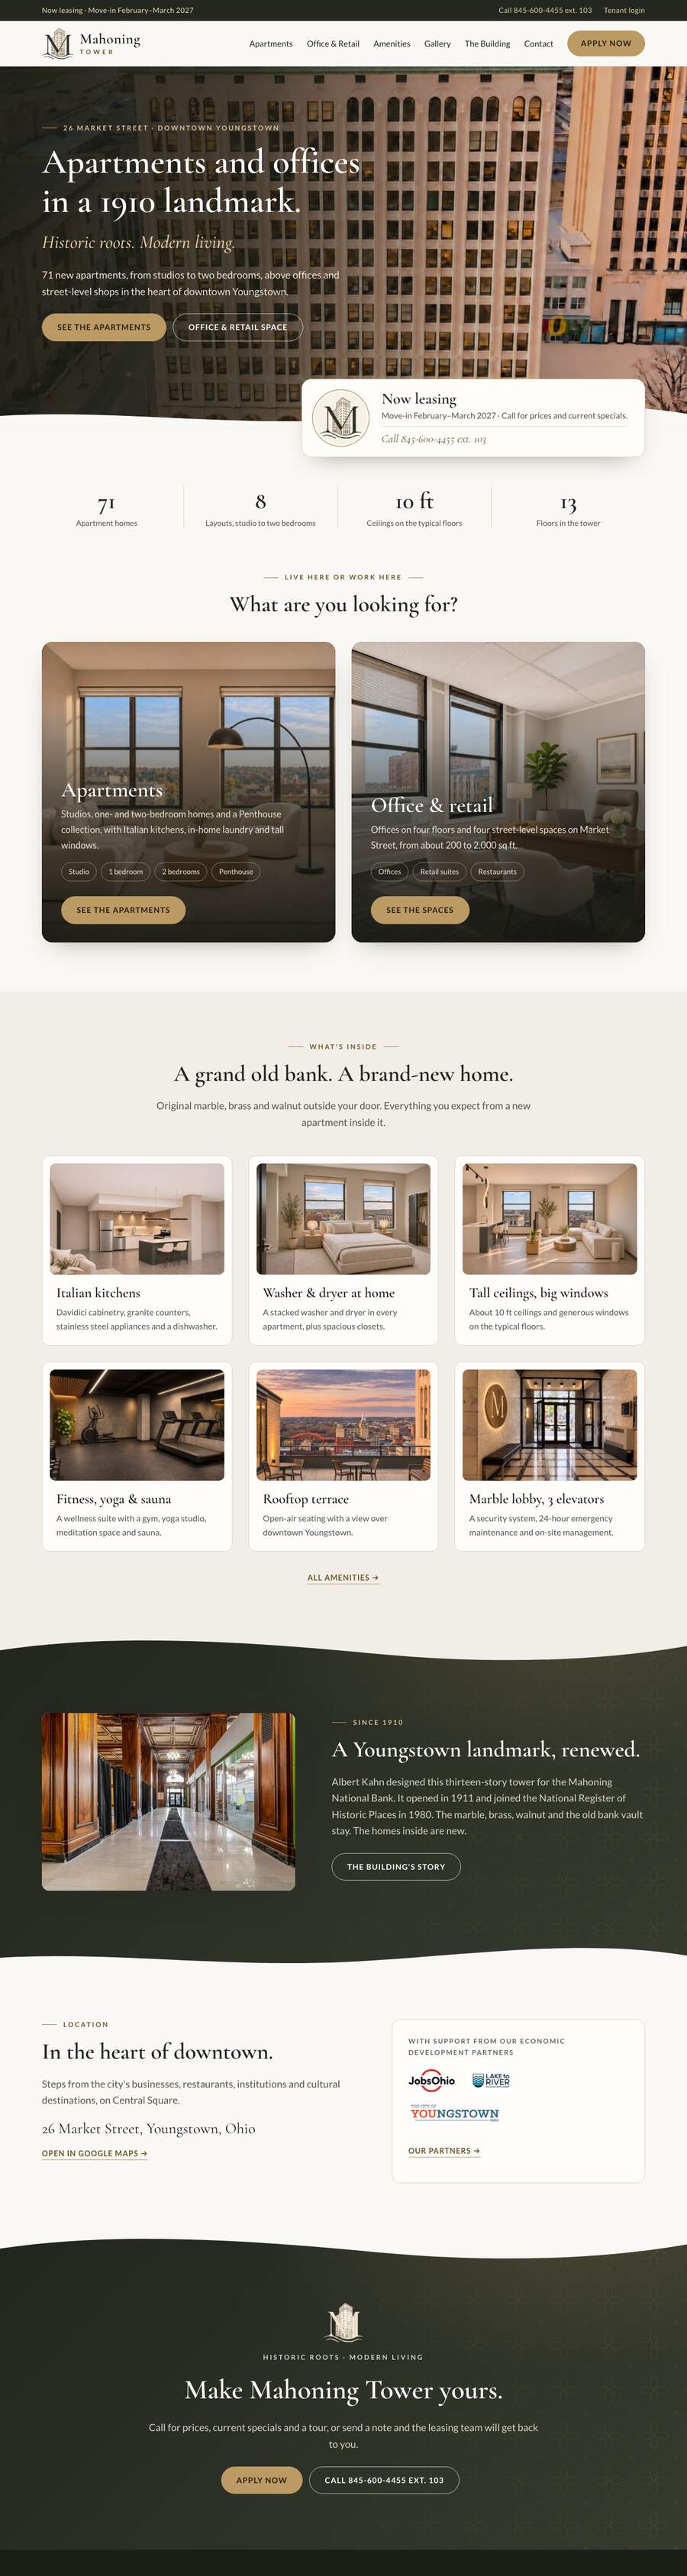 Now leasing · Move-in February–March 2027
Call 845-600-4455 ext. 103
Tenant login
M
Mahoning
TOWER
Apartments
Office & Retail
Amenities
Gallery
The Building
Contact
APPLY NOW
26 MARKET STREET · DOWNTOWN YOUNGSTOWN
Apartments and offices
in a 1910 landmark.
Historic roots. Modern living.
71 new apartments, from studios to two bedrooms, above offices and
street-level shops in the heart of downtown Youngstown.
SEE THE APARTMENTS
OFFICE & RETAIL SPACE
M
Now leasing
Move-in February–March 2027 · Call for prices and current specials.
Call 845-600-4455 ext. 103
71
Apartment homes
8
Layouts, studio to two bedrooms
10 ft
Ceilings on the typical floors
13
Floors in the tower
LIVE HERE OR WORK HERE
What are you looking for?
Apartments
Studios, one- and two-bedroom homes and a Penthouse
collection, with Italian kitchens, in-home laundry and tall
windows.
Studio
1 bedroom
2 bedrooms
Penthouse
SEE THE APARTMENTS
Office & retail
Offices on four floors and four street-level spaces on Market
Street, from about 200 to 2,000 sq ft.
Offices
Retail suites
Restaurants
SEE THE SPACES
WHAT'S INSIDE
A grand old bank. A brand-new home.
Original marble, brass and walnut outside your door. Everything you expect from a new
apartment inside it.
Italian kitchens
Davidici cabinetry, granite counters,
stainless steel appliances and a dishwasher.
Washer & dryer at home
A stacked washer and dryer in every
apartment, plus spacious closets.
Tall ceilings, big windows
About 10 ft ceilings and generous windows
on the typical floors.
Fitness, yoga & sauna
A wellness suite with a gym, yoga studio,
meditation space and sauna.
Rooftop terrace
Open-air seating with a view over
downtown Youngstown.
M
Marble lobby, 3 elevators
A security system, 24-hour emergency
maintenance and on-site management.
ALL AMENITIES →
SINCE 1910
A Youngstown landmark, renewed.
Albert Kahn designed this thirteen-story tower for the Mahoning
National Bank. It opened in 1911 and joined the National Register of
Historic Places in 1980. The marble, brass, walnut and the old bank vault
stay. The homes inside are new.
THE BUILDING'S STORY
LOCATION
In the heart of downtown.
Steps from the city's businesses, restaurants, institutions and cultural
destinations, on Central Square.
26 Market Street, Youngstown, Ohio
OPEN IN GOOGLE MAPS →
WITH SUPPORT FROM OUR ECONOMIC
DEVELOPMENT PARTNERS
JobsOhio
LAKE to
RIVER
THE CITY OF
YOUNGSTOWN
OUR PARTNERS →
M
HISTORIC ROOTS · MODERN LIVING
Make Mahoning Tower yours.
Call for prices, current specials and a tour, or send a note and the leasing team will get back
to you.
APPLY NOW
CALL 845-600-4455 EXT. 103